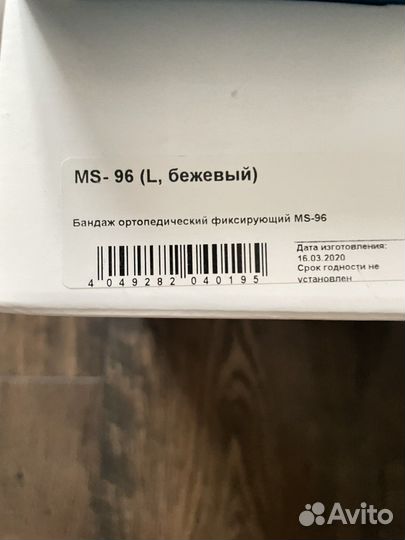 MS- 96 (L, бежевый)
Бандаж ортопедический фиксирующий MS-96
Дата изготовления:
16.03.2020
Срок годности не
установлен
4 049282 040195
Avito